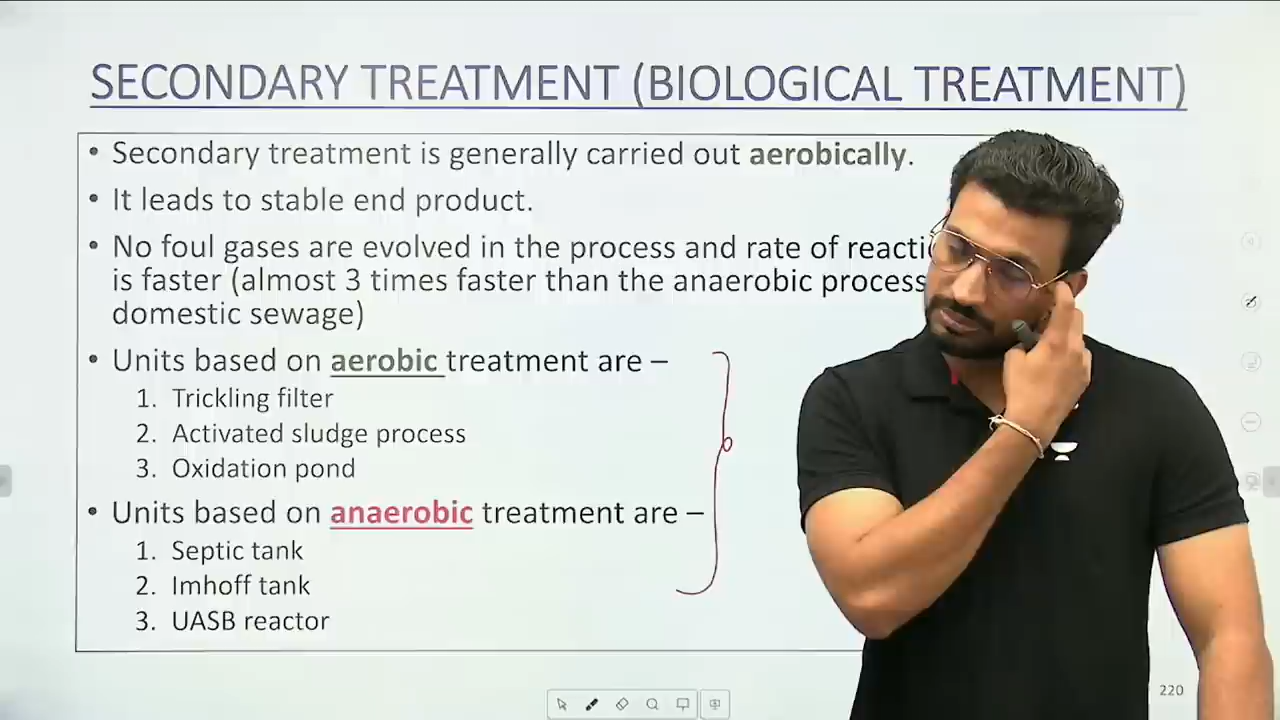 SECONDARY TREATMENT (BIOLOGICAL TREATMENT)
• Secondary treatment is generally carried out aerobically.
• It leads to stable end product.
• No foul gases are evolved in the process and rate of
is faster (almost 3 times faster than the anaerobic process
domestic sewage)
• Units based on aerobic treatment are –
1. Trickling filter
2. Activated sludge process
3. Oxidation pond
• Units based on anaerobic treatment are –
1. Septic tank
2. Imhoff tank
3. UASB reactor
220